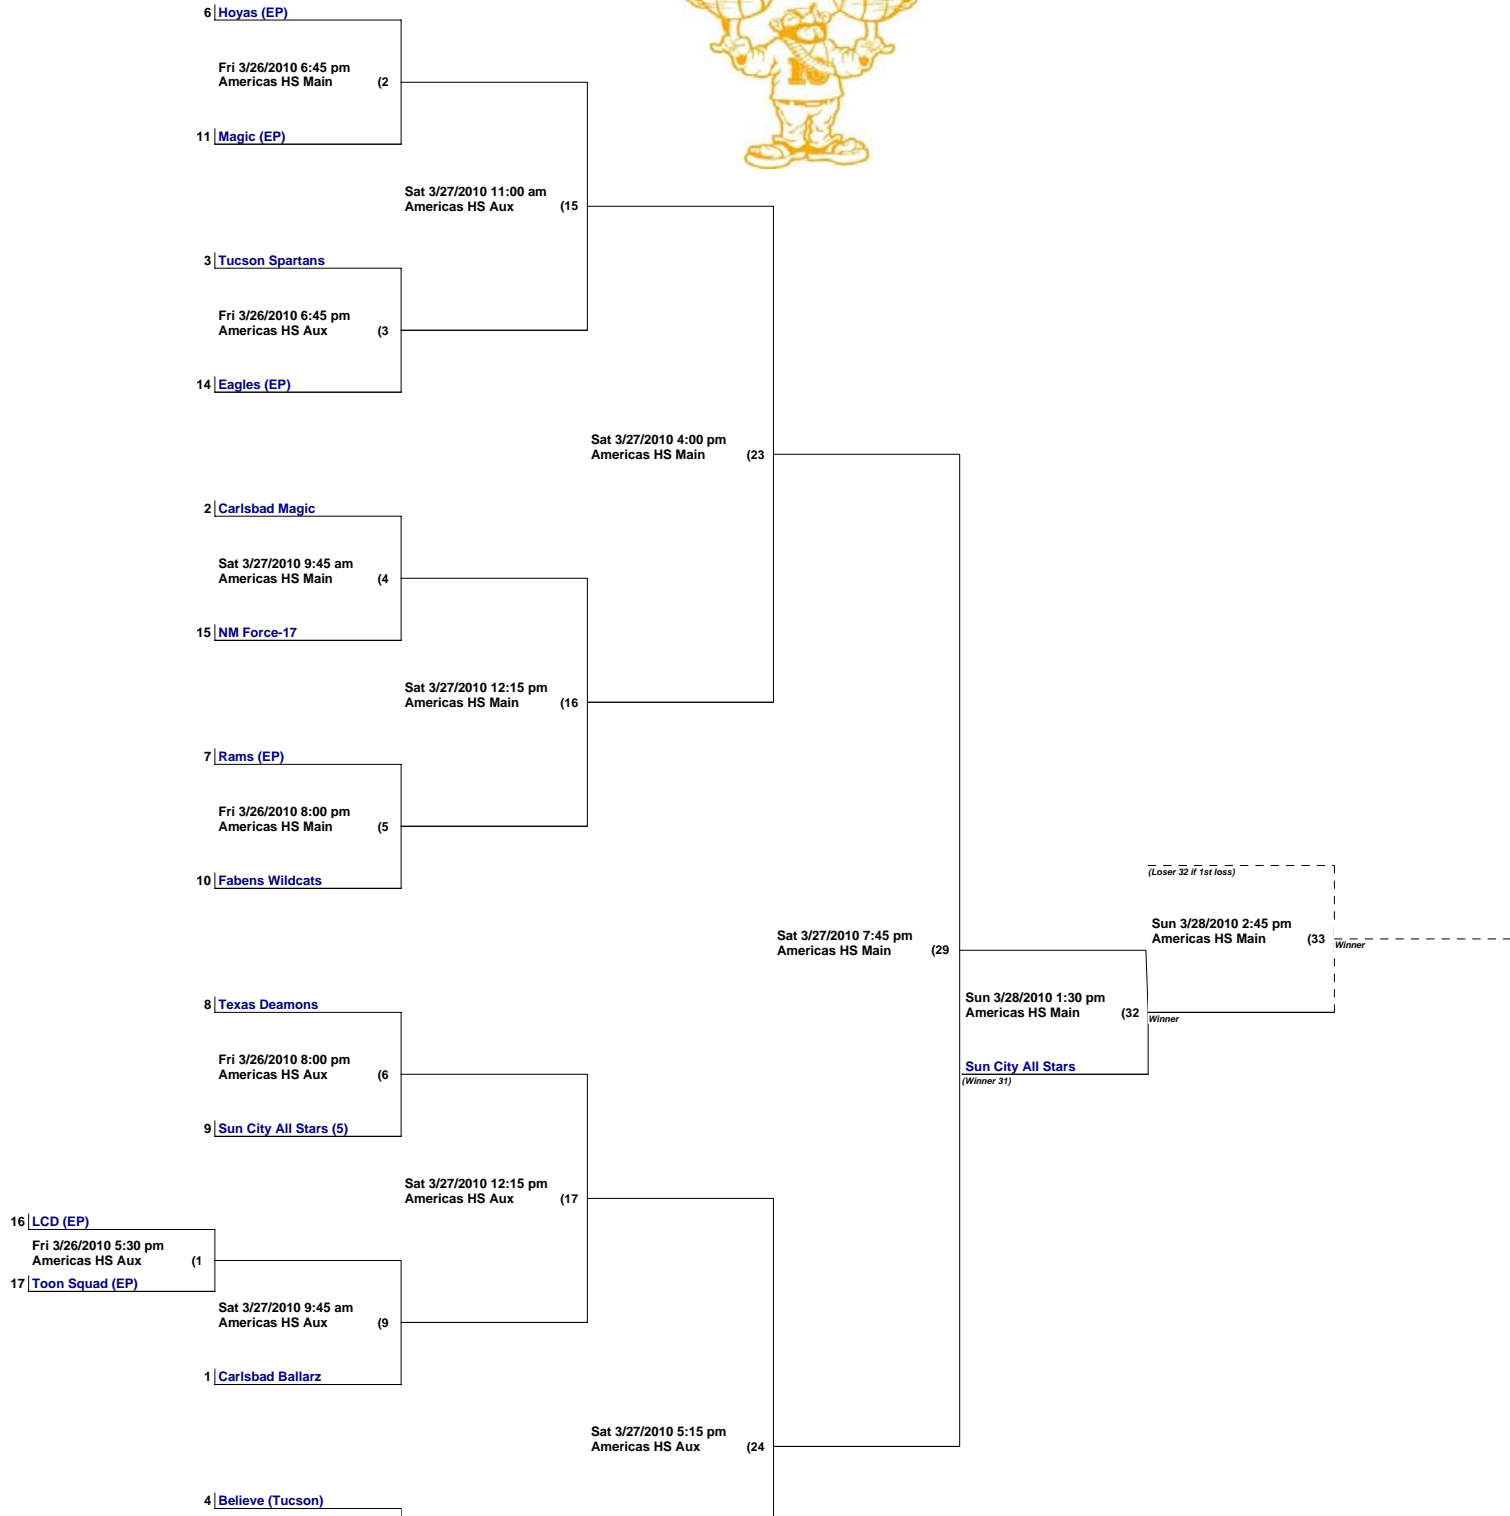 6 Hoyas (EP)
Fri 3/26/2010 6:45 pm
Americas HS Main (2
11 Magic (EP)
Sat 3/27/2010 11:00 am
Americas HS Aux (15
3 Tucson Spartans
Fri 3/26/2010 6:45 pm
Americas HS Aux (3
14 Eagles (EP)
Sat 3/27/2010 4:00 pm
Americas HS Main (23
2 Carlsbad Magic
Sat 3/27/2010 9:45 am
Americas HS Main (4
15 NM Force-17
Sat 3/27/2010 12:15 pm
Americas HS Main (16
7 Rams (EP)
Fri 3/26/2010 8:00 pm
Americas HS Main (5
10 Fabens Wildcats
(Loser 32 if 1st loss)
Sun 3/28/2010 2:45 pm
Americas HS Main (33
Winner
Sat 3/27/2010 7:45 pm
Americas HS Main (29
Sun 3/28/2010 1:30 pm
Americas HS Main (32
Winner
Sun City All Stars
(Winner 31)
8 Texas Deamons
Fri 3/26/2010 8:00 pm
Americas HS Aux (6
9 Sun City All Stars (5)
Sat 3/27/2010 12:15 pm
Americas HS Aux (17
16 LCD (EP)
Fri 3/26/2010 5:30 pm
Americas HS Aux (1
17 Toon Squad (EP)
Sat 3/27/2010 9:45 am
Americas HS Aux (9
1 Carlsbad Ballarz
Sat 3/27/2010 5:15 pm
Americas HS Aux (24
4 Believe (Tucson)